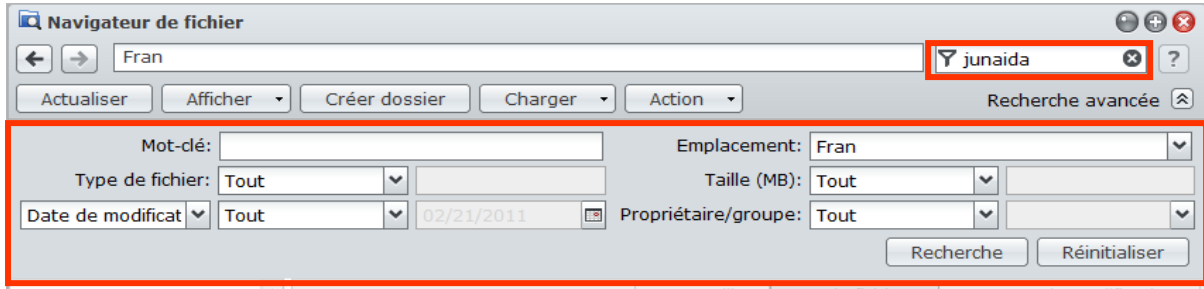 Navigateur de fichier
Fran
junaida
?
Actualiser Afficher Créer dossier Charger Action Recherche avancée
Mot-clé: Emplacement: Fran
Type de fichier: Tout Taille (MB): Tout
Date de modificat Tout 02/21/2011 Propriétaire/groupe: Tout
Recherche Réinitialiser